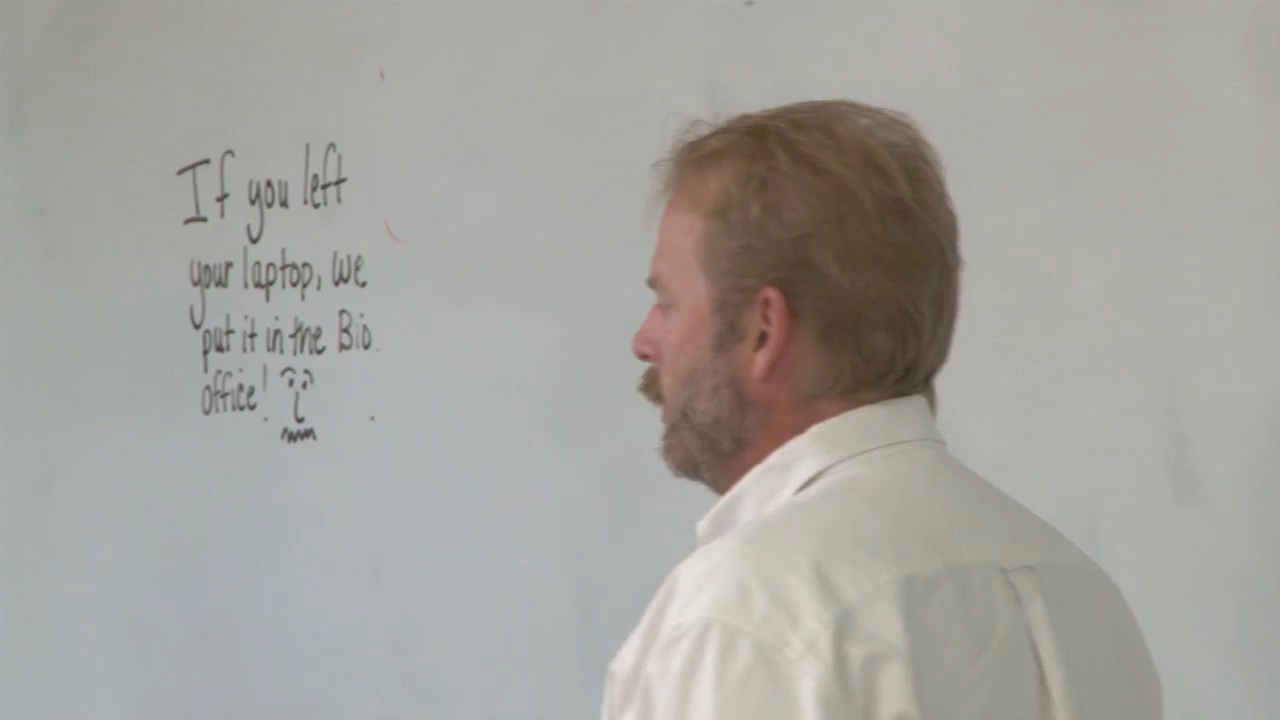 If you left
your laptop, we
put it in the Bio.
office!